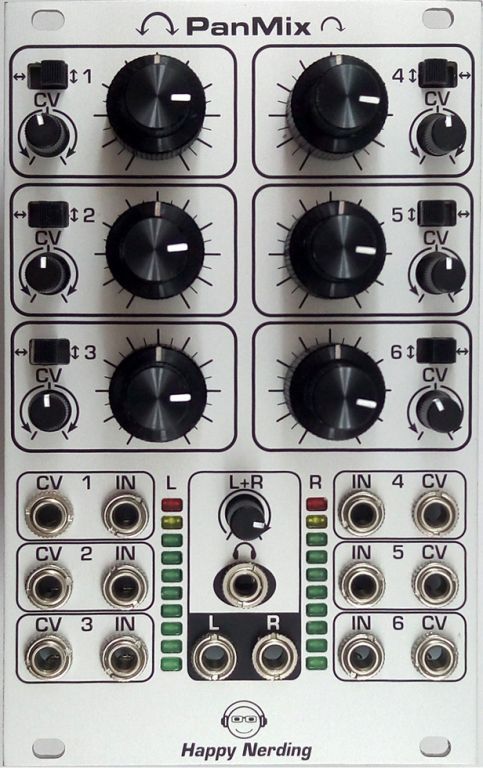 PanMix
1 4
CV CV
2 5
CV CV
3 6
CV CV
CV 1 IN L L+R R IN 4 CV
CV 2 IN IN 5 CV
CV 3 IN L R IN 6 CV
Happy Nerding